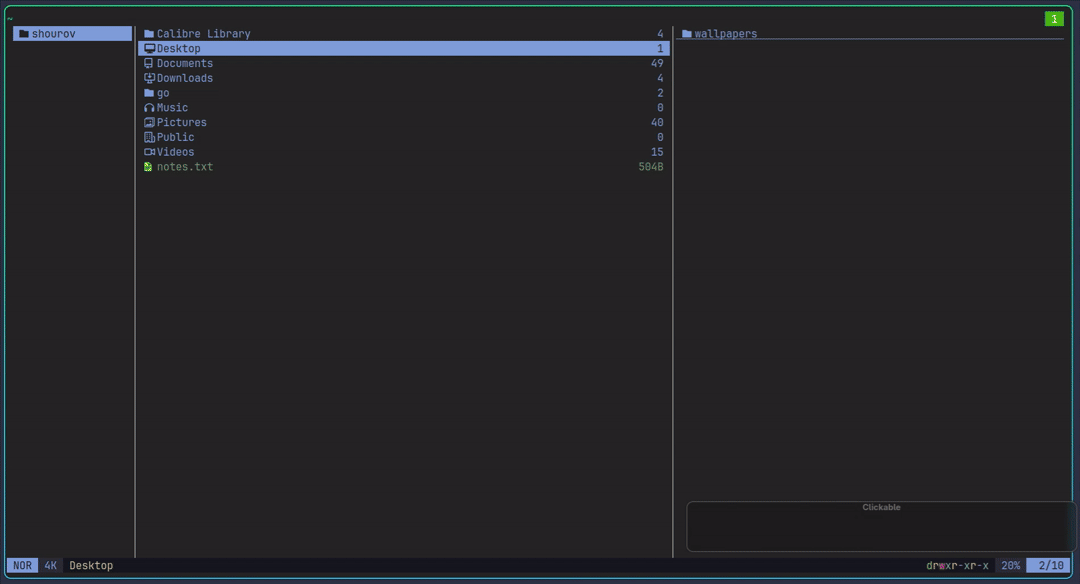 ~ 1
shourov
Calibre Library 4
Desktop 1
Documents 49
Downloads 4
go 2
Music 0
Pictures 40
Public 0
Videos 15
notes.txt 504B
wallpapers
Clickable
NOR 4K Desktop drwxr-xr-x 20% 2/10